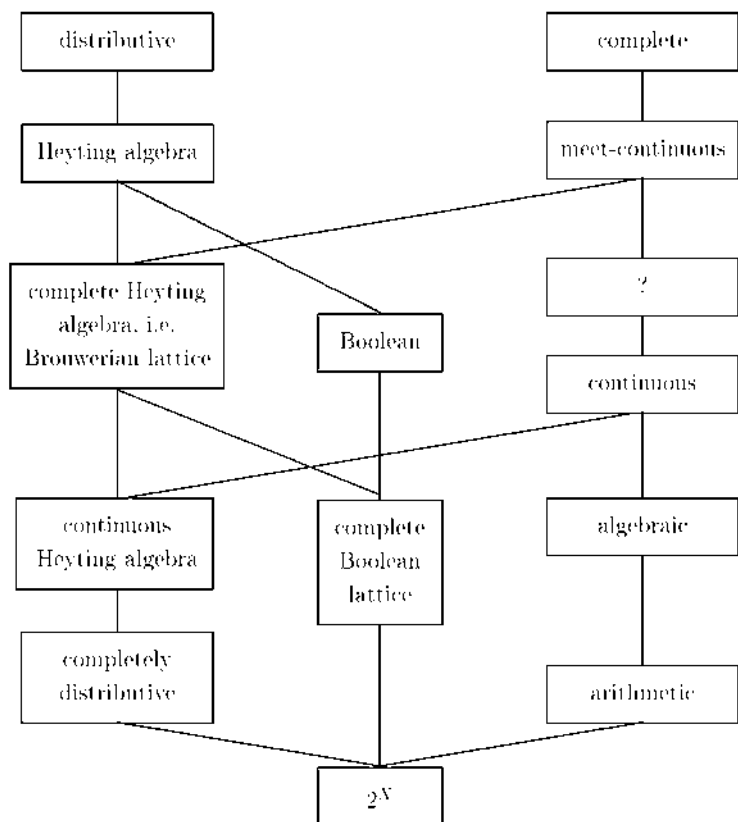 distributive
complete
Heyting algebra
meet-continuous
complete Heyting
algebra, i.e.
Brouwerian lattice
?
Boolean
continuous
continuous
Heyting algebra
complete
Boolean
lattice
algebraic
completely
distributive
arithmetic
2^X